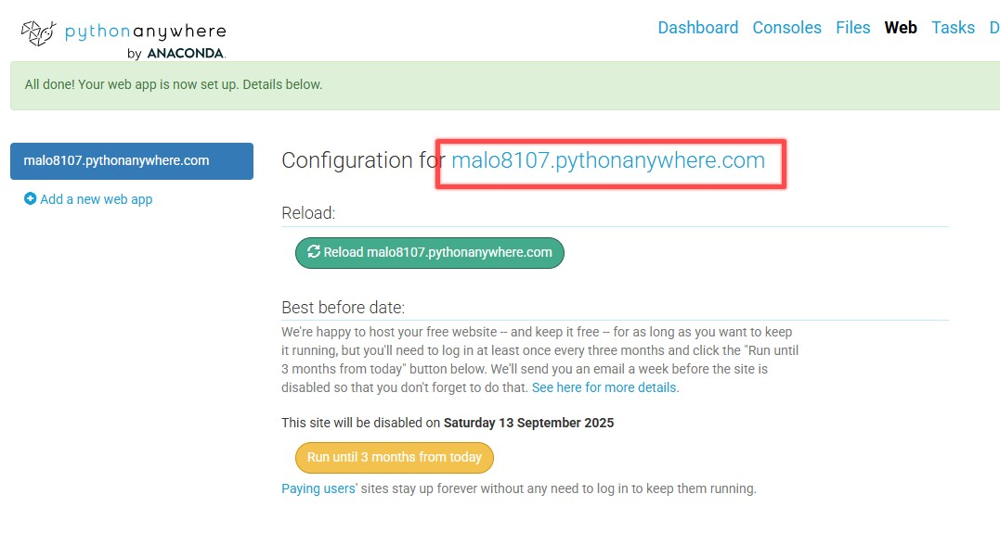 pythonanywhere
by ANACONDA.
Dashboard Consoles Files Web Tasks D
All done! Your web app is now set up. Details below.
malo8107.pythonanywhere.com
Add a new web app
Configuration for malo8107.pythonanywhere.com
Reload:
Reload malo8107.pythonanywhere.com
Best before date:
We're happy to host your free website -- and keep it free -- for as long as you want to keep
it running, but you'll need to log in at least once every three months and click the "Run until
3 months from today" button below. We'll send you an email a week before the site is
disabled so that you don't forget to do that. See here for more details.
This site will be disabled on Saturday 13 September 2025
Run until 3 months from today
Paying users' sites stay up forever without any need to log in to keep them running.